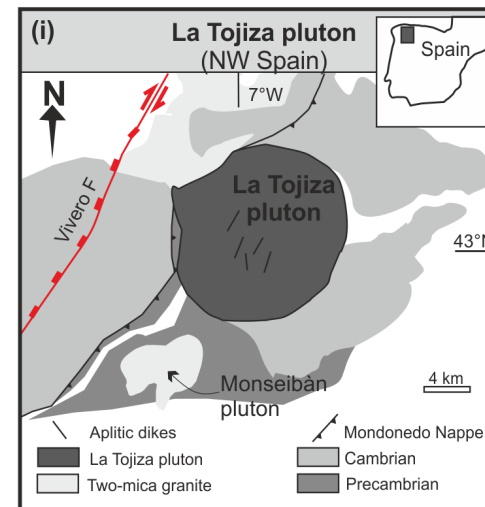 (i)
La Tojiza pluton
(NW Spain)
Spain
7°W
N
Vivero F
La Tojiza
pluton
43°N
Monseibàn
pluton
4 km
Aplitic dikes
La Tojiza pluton
Two-mica granite
Mondonedo Nappe
Cambrian
Precambrian